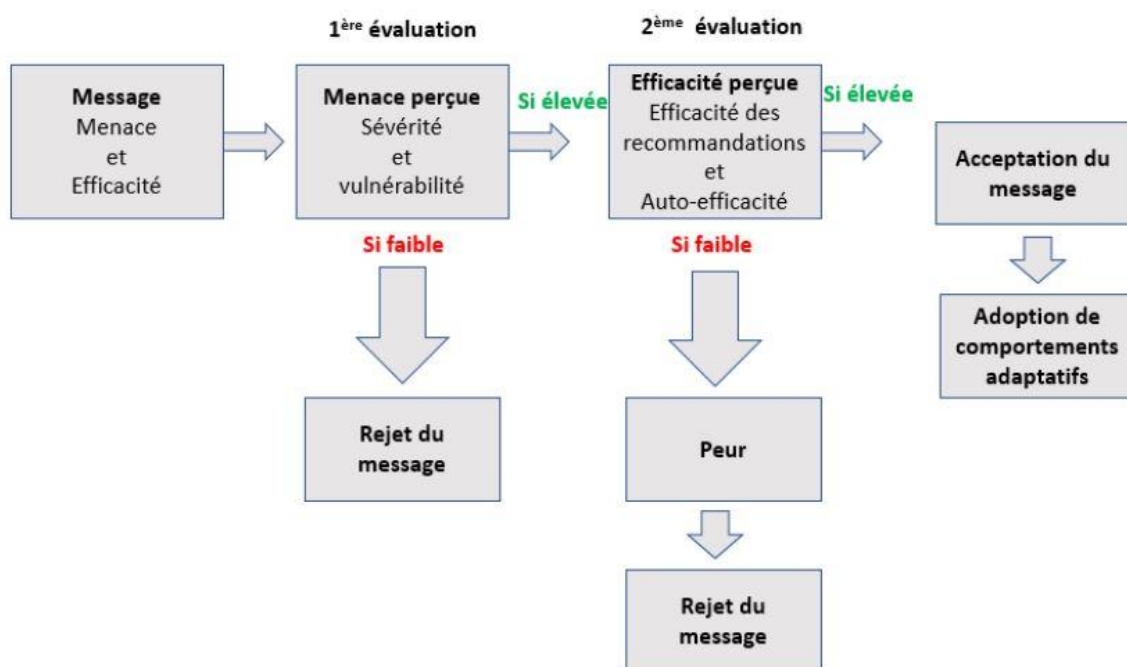 1ère évaluation
2ème évaluation
Message
Menace
et
Efficacité
Menace perçue
Sévérité
et
vulnérabilité
Si élevée
Efficacité perçue
Efficacité des
recommandations
et
Auto-efficacité
Si élevée
Acceptation du
message
Si faible
Si faible
Adoption de
comportements
adaptatifs
Rejet du
message
Peur
Rejet du
message